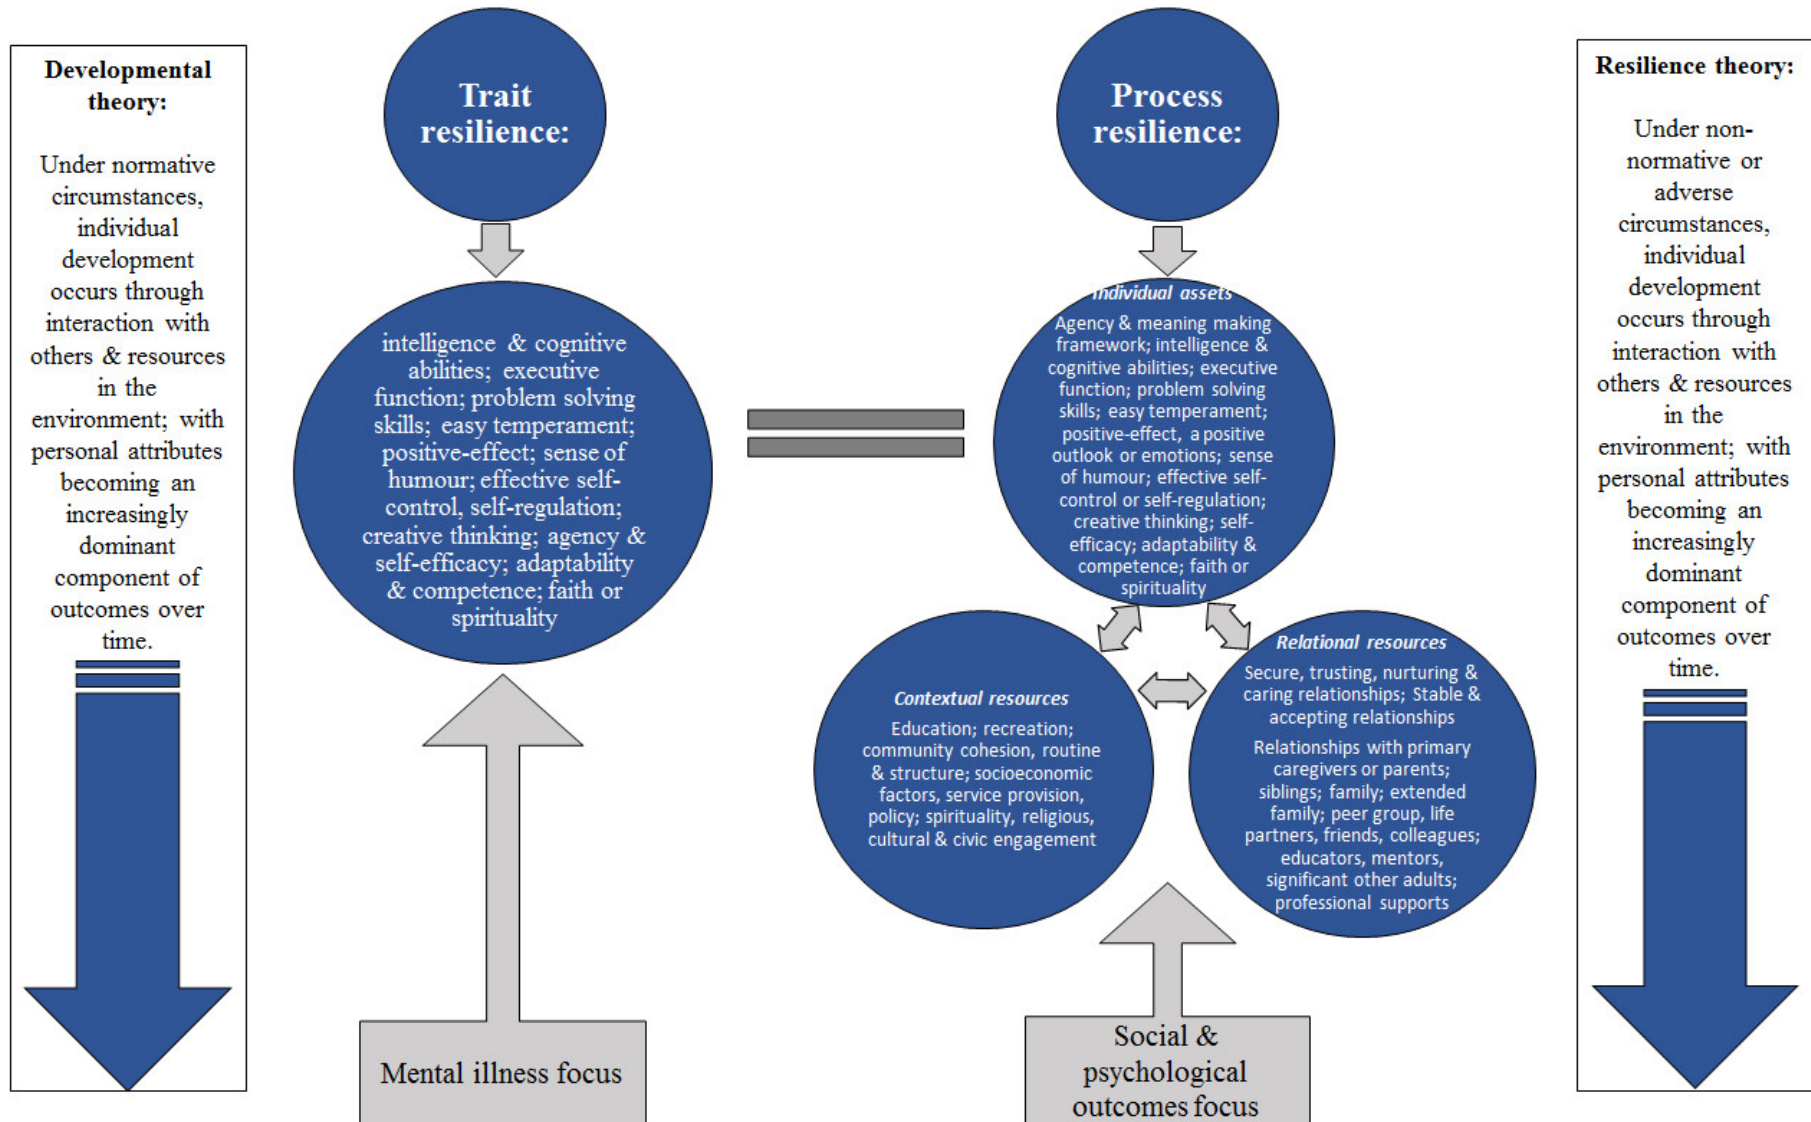 Developmental
theory:
Under normative
circumstances,
individual
development
occurs through
interaction with
others & resources
in the
environment; with
personal attributes
becoming an
increasingly
dominant
component of
outcomes over
time.
Trait
resilience:
intelligence & cognitive
abilities; executive
function; problem solving
skills; easy temperament;
positive-effect; sense of
humour; effective self-
control, self-regulation;
creative thinking; agency &
self-efficacy; adaptability
& competence; faith or
spirituality
Mental illness focus
Process
resilience:
Individual assets
Agency & meaning making
framework; intelligence &
cognitive abilities; executive
function; problem solving
skills; easy temperament;
positive-effect, a positive
outlook or emotions; sense
of humour; effective self-
control or self-regulation;
creative thinking; self-
efficacy; adaptability &
competence; faith or
spirituality
Contextual resources
Education; recreation;
community cohesion, routine
& structure; socioeconomic
factors, service provision,
policy; spirituality, religious,
cultural & civic engagement
Relational resources
Secure, trusting, nurturing &
caring relationships; Stable &
accepting relationships
Relationships with primary
caregivers or parents;
siblings; family; extended
family; peer group, life
partners, friends, colleagues;
educators, mentors,
significant other adults;
professional supports
Social &
psychological
outcomes focus
Resilience theory:
Under non-
normative or
adverse
circumstances,
individual
development
occurs through
interaction with
others & resources
in the
environment; with
personal attributes
becoming an
increasingly
dominant
component of
outcomes over
time.